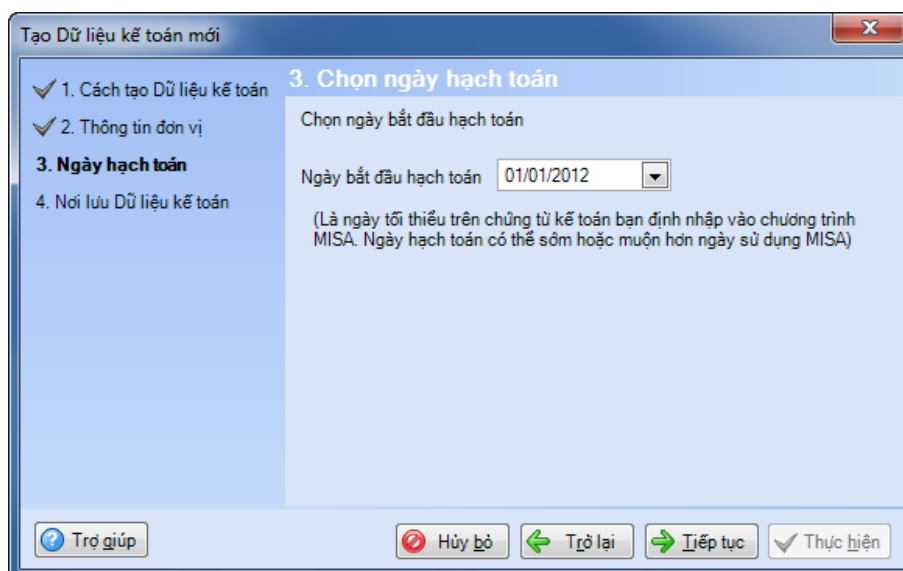 Tạo Dữ liệu kế toán mới
1. Cách tạo Dữ liệu kế toán
2. Thông tin đơn vị
3. Ngày hạch toán
4. Nơi lưu Dữ liệu kế toán
3. Chọn ngày hạch toán
Chọn ngày bắt đầu hạch toán
Ngày bắt đầu hạch toán 01/01/2012
(Là ngày tối thiểu trên chứng từ kế toán bạn định nhập vào chương trình
MISA. Ngày hạch toán có thể sớm hoặc muộn hơn ngày sử dụng MISA)
Trợ giúp
Hủy bỏ
Trở lại
Tiếp tục
Thực hiện